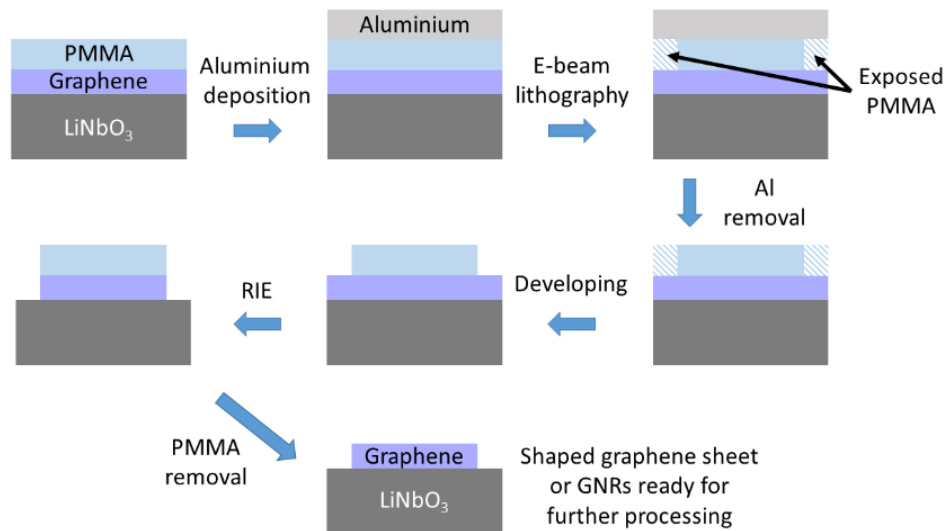 PMMA
Graphene
LiNbO₃
Aluminium
deposition
Aluminium
E-beam
lithography
Exposed
PMMA
Al
removal
Developing
RIE
PMMA
removal
Graphene
LiNbO₃
Shaped graphene sheet
or GNRs ready for
further processing